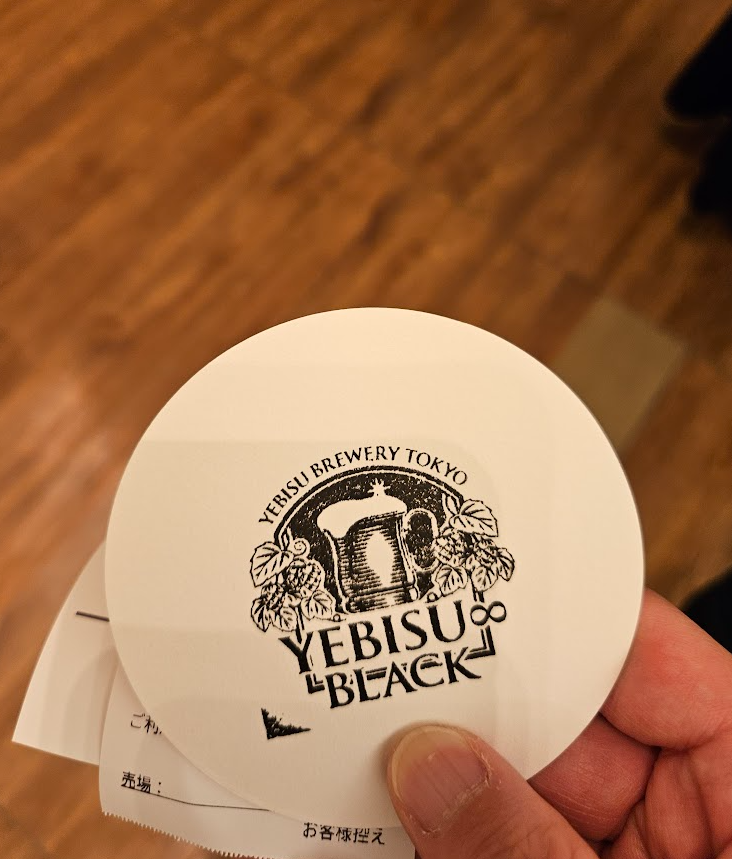 YEBISU BREWERY TOKYO
YEBISU∞
BLACK
売場：
お客様控え